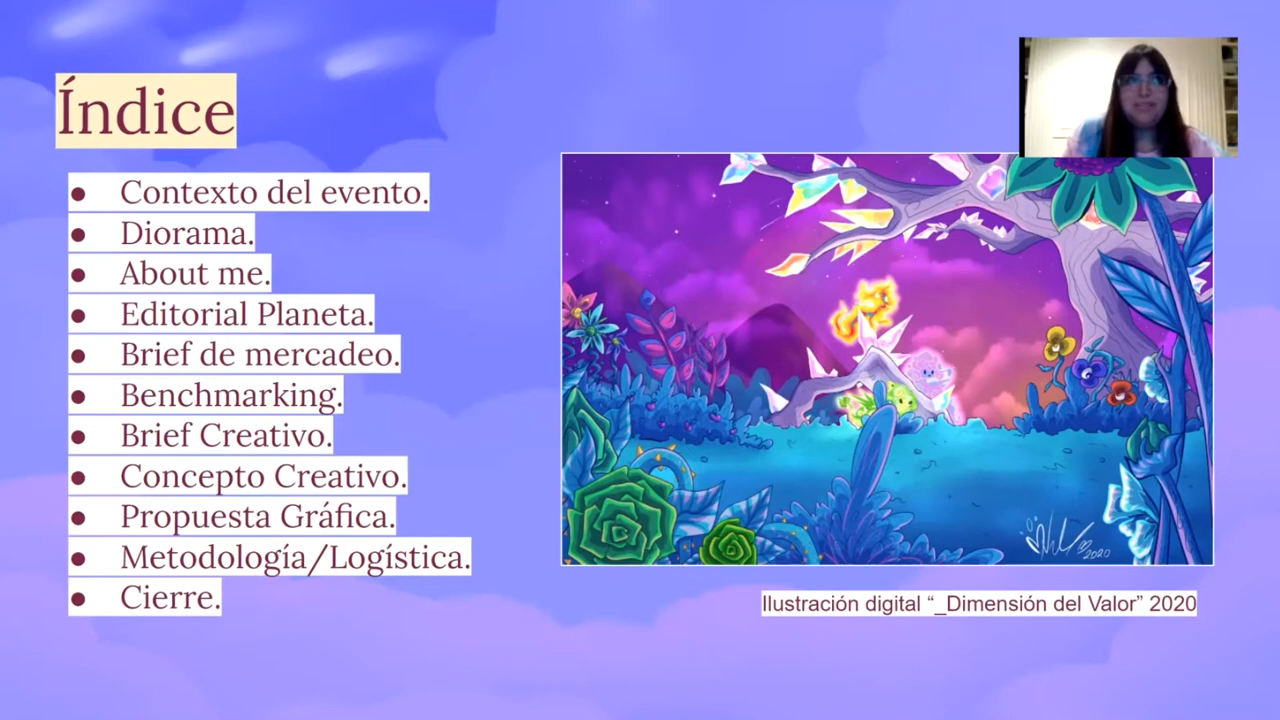 Índice
● Contexto del evento.
● Diorama.
● About me.
● Editorial Planeta.
● Brief de mercadeo.
● Benchmarking.
● Brief Creativo.
● Concepto Creativo.
● Propuesta Gráfica.
● Metodología/Logística.
● Cierre.
2020
Ilustración digital “_Dimensión del Valor” 2020